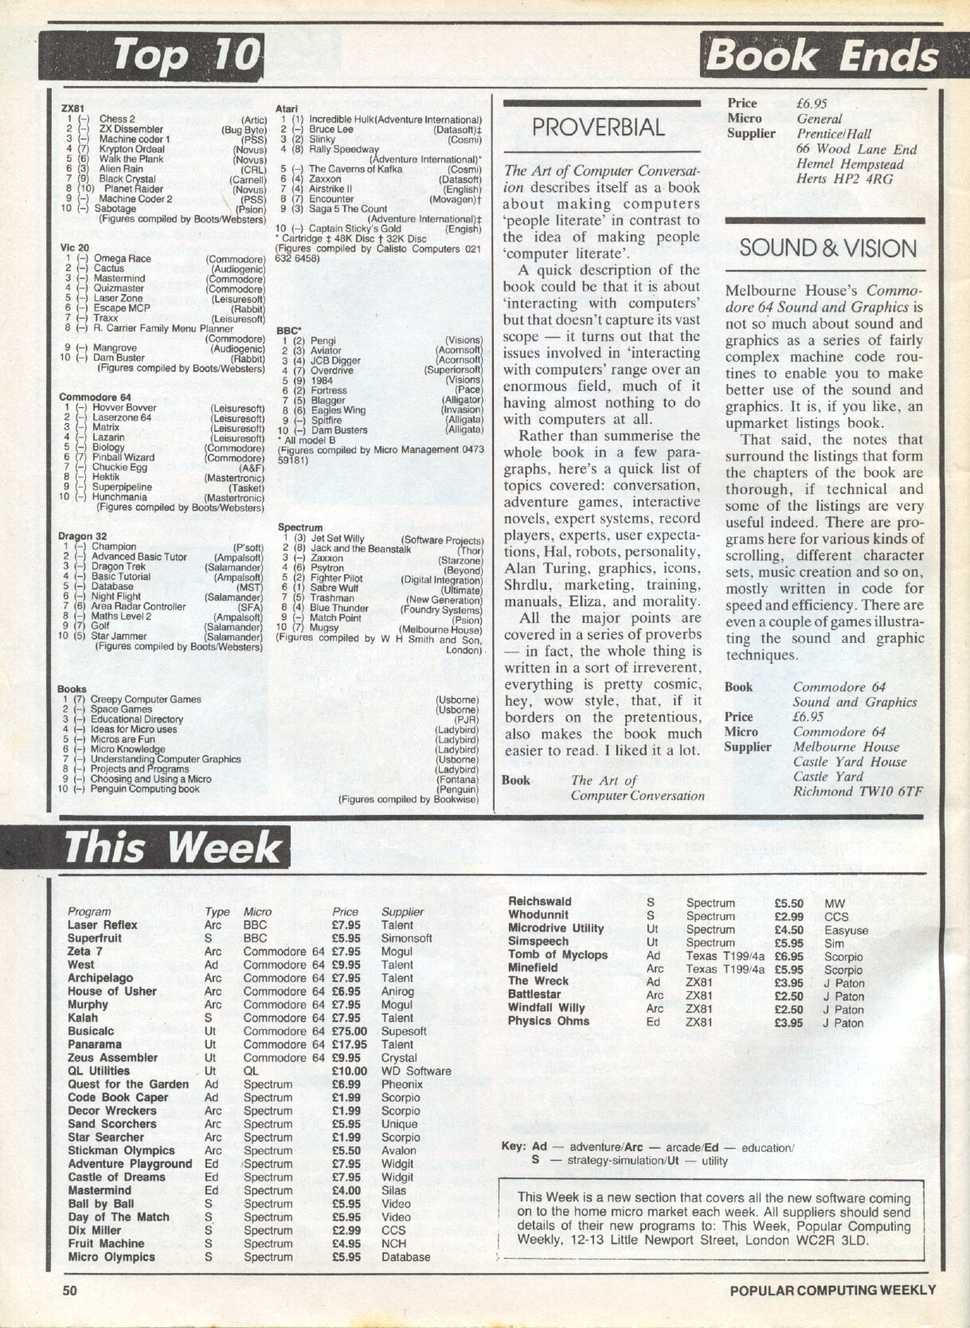 Top 10
Book Ends
ZX81
1 (–) Chess 2 (Artic)
2 (–) ZX Dissembler (Bug Byte)
3 (–) Machine coder 1 (PSS)
4 (7) Krypton Ordeal (Novus)
5 (6) Walk the Plank (Novus)
6 (3) Alien Rain (CRL)
7 (9) Black Crystal (Carnell)
8 (10) Planet Raider (Novus)
9 (–) Machine Coder 2 (PSS)
10 (–) Sabotage (Psion)
(Figures compiled by Boots/Websters)
Vic 20
1 (–) Omega Race (Commodore)
2 (–) Cactus (Audiogenic)
3 (–) Mastermind (Commodore)
4 (–) Quizmaster (Commodore)
5 (–) Laser Zone (Leisuresoft)
6 (–) Escape MCP (Rabbit)
7 (–) Traxx (Leisuresoft)
8 (–) R. Carrier Family Menu Planner
(Commodore)
9 (–) Mangrove (Audiogenic)
10 (–) Dam Buster (Rabbit)
(Figures compiled by Boots/Websters)
Commodore 64
1 (–) Hovver Bovver (Leisuresoft)
2 (–) Laserzone 64 (Leisuresoft)
3 (–) Matrix (Leisuresoft)
4 (–) Lazarin (Leisuresoft)
5 (–) Biology (Commodore)
6 (7) Pinball Wizard (Commodore)
7 (–) Chuckie Egg (A&F)
8 (–) Hektik (Mastertronic)
9 (–) Superpipeline (Tasket)
10 (–) Hunchmania (Mastertronic)
(Figures compiled by Boots/Websters)
Dragon 32
1 (–) Champion (P'soft)
2 (–) Advanced Basic Tutor (Ampalsoft)
3 (–) Dragon Trek (Salamander)
4 (–) Basic Tutorial (Ampalsoft)
5 (–) Database (MST)
6 (–) Night Flight (Salamander)
7 (6) Area Radar Controller (SFA)
8 (–) Maths Level 2 (Ampalsoft)
9 (7) Golf (Salamander)
10 (5) Star Jammer (Salamander)
(Figures compiled by Boots/Websters)
Atari
1 (1) Incredible Hulk(Adventure International)
2 (–) Bruce Lee (Datasoft)‡
3 (2) Slinky (Cosmi)
4 (8) Rally Speedway
(Adventure International)*
5 (–) The Caverns of Kafka (Cosmi)
6 (4) Zaxxon (Datasoft)
7 (4) Airstrike II (English)
8 (7) Encounter (Movagen)†
9 (3) Saga 5 The Count
(Adventure International)‡
10 (–) Captain Sticky's Gold (Engish)
* Cartridge ‡ 48K Disc † 32K Disc
(Figures compiled by Calisto Computers 021
632 6458)
BBC*
1 (2) Pengi (Visions)
2 (3) Aviator (Acornsoft)
3 (4) JCB Digger (Acornsoft)
4 (7) Overdrive (Superiorsoft)
5 (9) 1984 (Visions)
6 (2) Fortress (Pace)
7 (5) Blagger (Alligator)
8 (6) Eagles Wing (Invasion)
9 (–) Spitfire (Alligata)
10 (–) Dam Busters (Alligata)
* All model B
(Figures compiled by Micro Management 0473
59181)
Spectrum
1 (3) Jet Set Willy (Software Projects)
2 (8) Jack and the Beanstalk (Thor)
3 (–) Zaxxon (Starzone)
4 (6) Psytron (Beyond)
5 (2) Fighter Pilot (Digital Integration)
6 (1) Sabre Wulf (Ultimate)
7 (5) Trashman (New Generation)
8 (4) Blue Thunder (Foundry Systems)
9 (–) Match Point (Psion)
10 (7) Mugsy (Melbourne House)
(Figures compiled by W H Smith and Son,
London)
Books
1 (7) Creepy Computer Games (Usborne)
2 (–) Space Games (Usborne)
3 (–) Educational Directory (PJR)
4 (–) Ideas for Micro uses (Ladybird)
5 (–) Micros are Fun (Ladybird)
6 (–) Micro Knowledge (Ladybird)
7 (–) Understanding Computer Graphics (Usborne)
8 (–) Projects and Programs (Ladybird)
9 (–) Choosing and Using a Micro (Fontana)
10 (–) Penguin Computing book (Penguin)
(Figures compiled by Bookwise)
PROVERBIAL
The Art of Computer Conversat-
ion describes itself as a book
about making computers
'people literate' in contrast to
the idea of making people
'computer literate'.
A quick description of the
book could be that it is about
'interacting with computers'
but that doesn't capture its vast
scope — it turns out that the
issues involved in 'interacting
with computers' range over an
enormous field, much of it
having almost nothing to do
with computers at all.
Rather than summerise the
whole book in a few para-
graphs, here's a quick list of
topics covered: conversation,
adventure games, interactive
novels, expert systems, record
players, experts, user expecta-
tions, Hal, robots, personality,
Alan Turing, graphics, icons,
Shrdlu, marketing, training,
manuals, Eliza, and morality.
All the major points are
covered in a series of proverbs
— in fact, the whole thing is
written in a sort of irreverent,
everything is pretty cosmic,
hey, wow style, that, if it
borders on the pretentious,
also makes the book much
easier to read. I liked it a lot.
Book The Art of
Computer Conversation
Price £6.95
Micro General
Supplier Prentice/Hall
66 Wood Lane End
Hemel Hempstead
Herts HP2 4RG
SOUND & VISION
Melbourne House's Commo-
dore 64 Sound and Graphics is
not so much about sound and
graphics as a series of fairly
complex machine code rou-
tines to enable you to make
better use of the sound and
graphics. It is, if you like, an
upmarket listings book.
That said, the notes that
surround the listings that form
the chapters of the book are
thorough, if technical and
some of the listings are very
useful indeed. There are pro-
grams here for various kinds of
scrolling, different character
sets, music creation and so on,
mostly written in code for
speed and efficiency. There are
even a couple of games illustra-
ting the sound and graphic
techniques.
Book Commodore 64
Sound and Graphics
Price £6.95
Micro Commodore 64
Supplier Melbourne House
Castle Yard House
Castle Yard
Richmond TW10 6TF
This Week
Program Type Micro Price Supplier
Laser Reflex Arc BBC £7.95 Talent
Superfruit S BBC £5.95 Simonsoft
Zeta 7 Arc Commodore 64 £7.95 Mogul
West Ad Commodore 64 £9.95 Talent
Archipelago Arc Commodore 64 £7.95 Talent
House of Usher Arc Commodore 64 £6.95 Anirog
Murphy Arc Commodore 64 £7.95 Mogul
Kalah S Commodore 64 £7.95 Talent
Busicalc Ut Commodore 64 £75.00 Supesoft
Panarama Ut Commodore 64 £17.95 Talent
Zeus Assembler Ut Commodore 64 £9.95 Crystal
QL Utilities Ut QL £10.00 WD Software
Quest for the Garden Ad Spectrum £6.99 Pheonix
Code Book Caper Ad Spectrum £1.99 Scorpio
Decor Wreckers Arc Spectrum £1.99 Scorpio
Sand Scorchers Arc Spectrum £5.95 Unique
Star Searcher Arc Spectrum £1.99 Scorpio
Stickman Olympics Arc Spectrum £5.50 Avalon
Adventure Playground Ed Spectrum £7.95 Widgit
Castle of Dreams Ed Spectrum £7.95 Widgit
Mastermind Ed Spectrum £4.00 Silas
Ball by Ball S Spectrum £5.95 Video
Day of The Match S Spectrum £5.95 Video
Dix Miller S Spectrum £2.99 CCS
Fruit Machine S Spectrum £4.95 NCH
Micro Olympics S Spectrum £5.95 Database
Reichswald S Spectrum £5.50 MW
Whodunnit S Spectrum £2.99 CCS
Microdrive Utility Ut Spectrum £4.50 Easyuse
Simspeech Ut Spectrum £5.95 Sim
Tomb of Myclops Ad Texas T199/4a £6.95 Scorpio
Minefield Arc Texas T199/4a £5.95 Scorpio
The Wreck Ad ZX81 £3.95 J Paton
Battlestar Arc ZX81 £2.50 J Paton
Windfall Willy Arc ZX81 £2.50 J Paton
Physics Ohms Ed ZX81 £3.95 J Paton
Key: Ad — adventure/Arc — arcade/Ed — education/
S — strategy-simulation/Ut — utility
This Week is a new section that covers all the new software coming
on to the home micro market each week. All suppliers should send
details of their new programs to: This Week, Popular Computing
Weekly, 12-13 Little Newport Street, London WC2R 3LD.
50
POPULAR COMPUTING WEEKLY